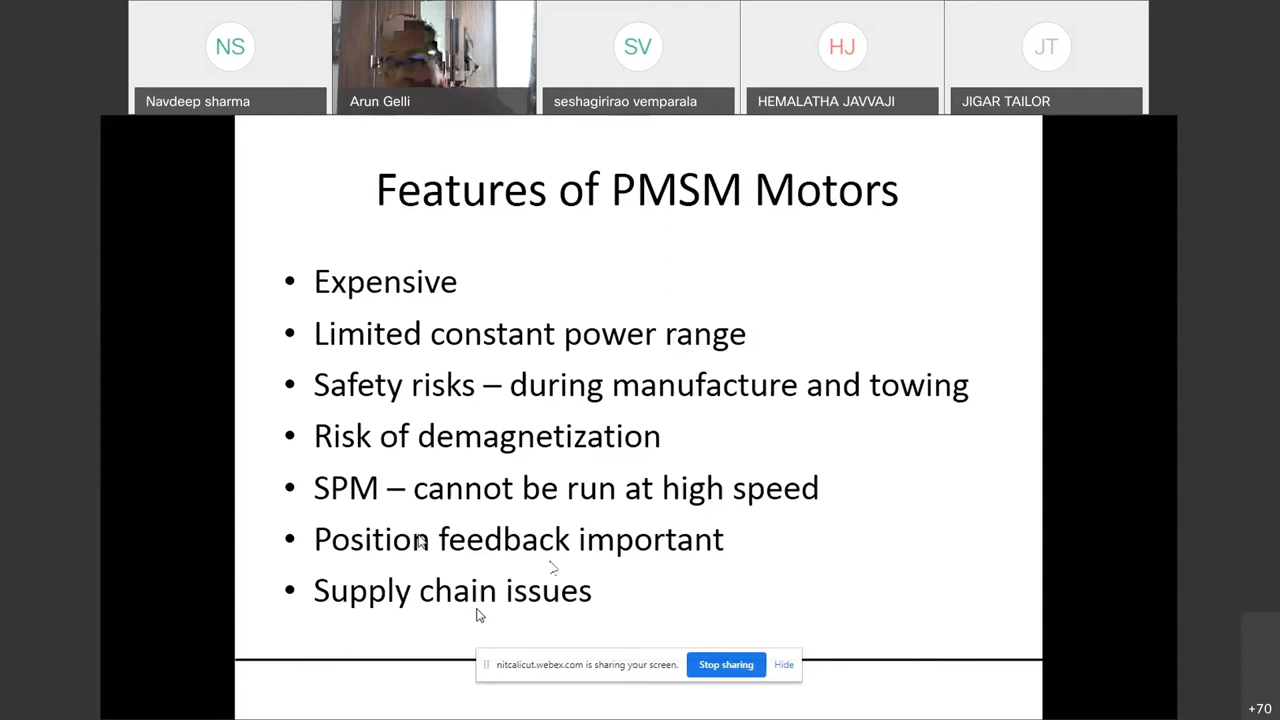 NS
SV
HJ
JT
Navdeep sharma
Arun Gelli
seshagirirao vemparala
HEMALATHA JAVVAJI
JIGAR TAILOR
Features of PMSM Motors
• Expensive
• Limited constant power range
• Safety risks – during manufacture and towing
• Risk of demagnetization
• SPM – cannot be run at high speed
• Position feedback important
• Supply chain issues
nitcalicut.webex.com is sharing your screen.
Stop sharing
Hide
+70